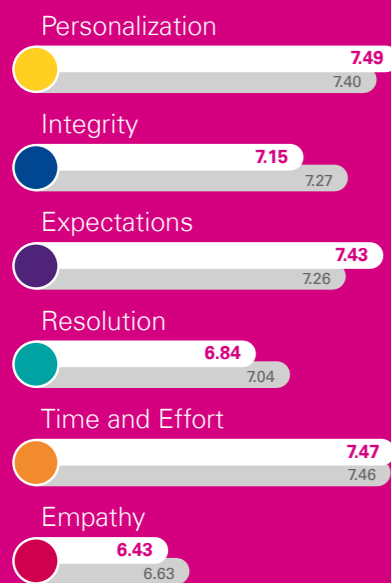 Personalization
7.49
7.40
Integrity
7.15
7.27
Expectations
7.43
7.26
Resolution
6.84
7.04
Time and Effort
7.47
7.46
Empathy
6.43
6.63